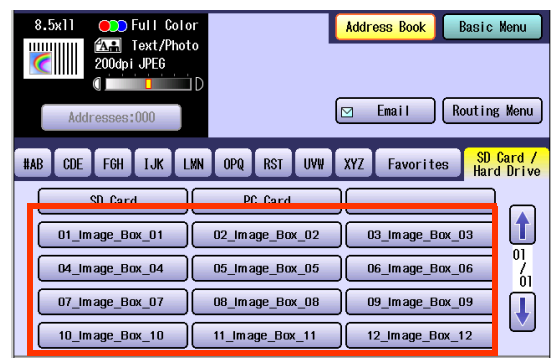 8.5x11 Full Color
Text/Photo
200dpi JPEG
Address Book
Basic Menu
Addresses:000
Email
Routing Menu
#AB CDE FGH IJK LMN OPQ RST UVW XYZ Favorites SD Card / Hard Drive
SD Card PC Card
01_Image_Box_01 02_Image_Box_02 03_Image_Box_03
04_Image_Box_04 05_Image_Box_05 06_Image_Box_06
07_Image_Box_07 08_Image_Box_08 09_Image_Box_09
10_Image_Box_10 11_Image_Box_11 12_Image_Box_12
01
/
01